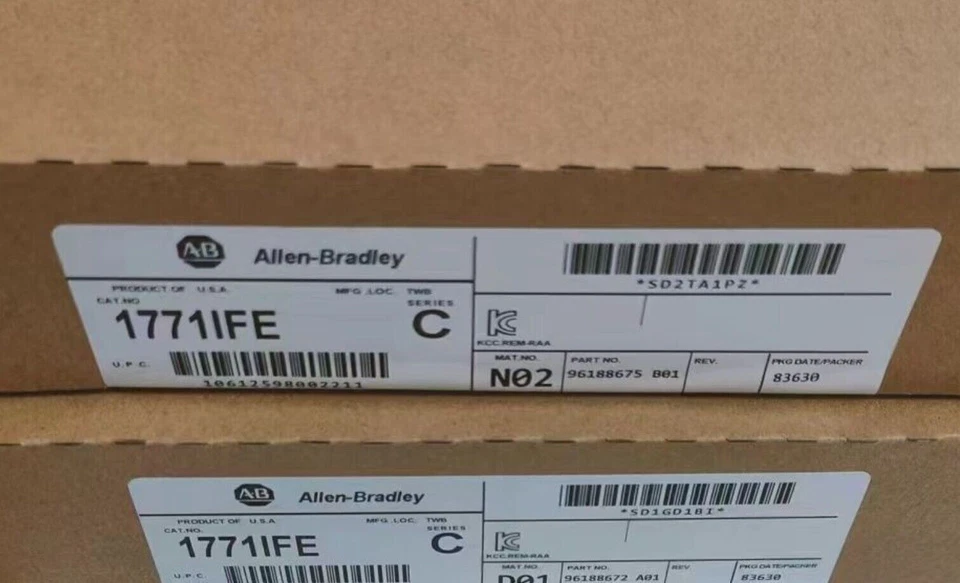 AB Allen-Bradley
*SD2TA1PZ*
PRODUCT OF U.S.A. MFG .LOC. TWB
CAT.NO SERIES
1771IFE C
KCC.REM-RAA
U.P.C.
10612598002211
MAT.NO. PART NO. REV. PKG DATE/PACKER
N02 96188675 B01 83630
AB Allen-Bradley
*SD1GD1BI*
PRODUCT OF U.S.A MFG .LOC. TWB
CAT.NO. SERIES
1771IFE C
KCC.REM-RAA
U.P.C.
MAT.NO. PART NO. REV PKG DATE/PACKER
D01 96188672 A01 83630